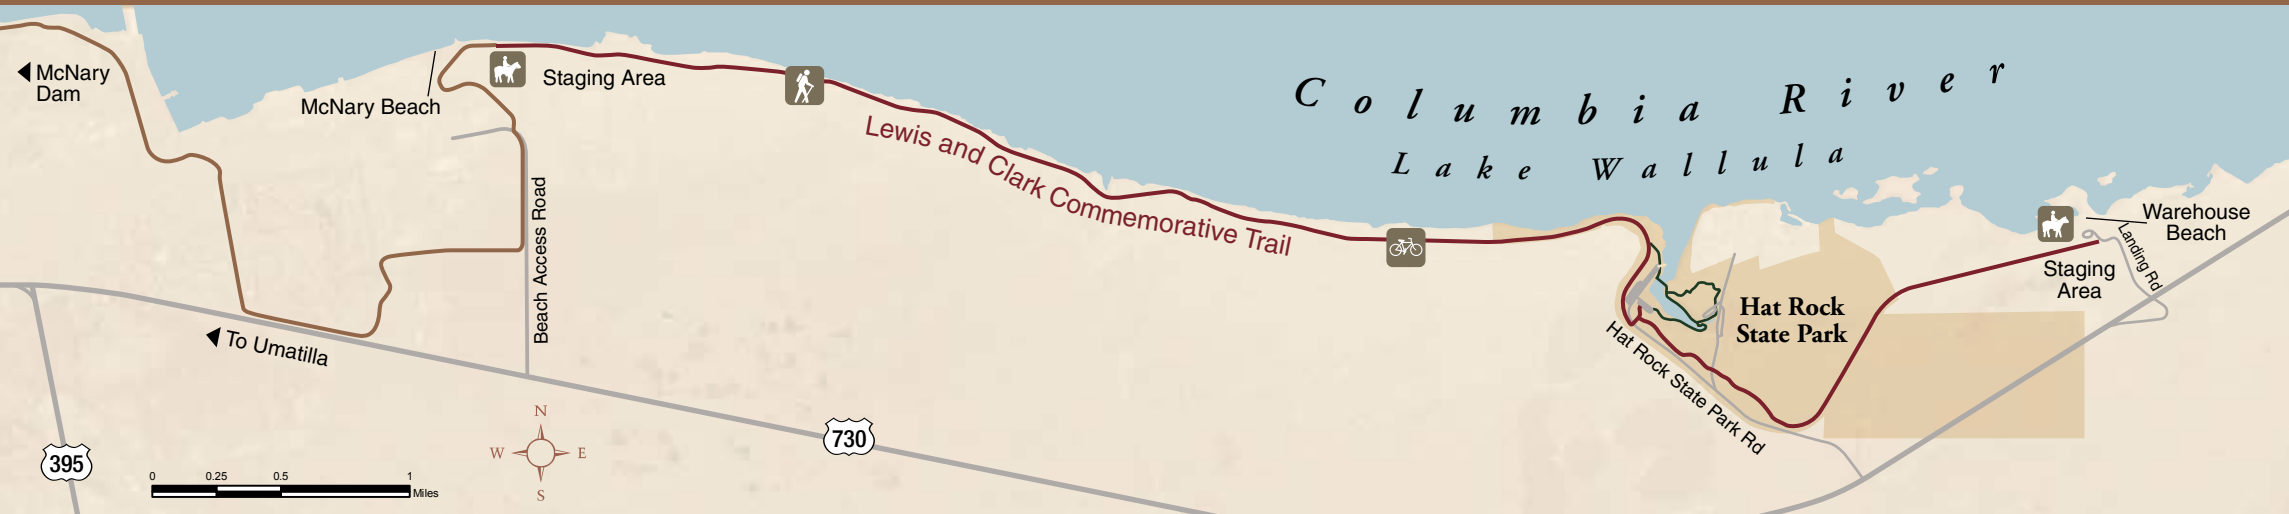 McNary
Dam
McNary Beach
Staging Area
Lewis and Clark Commemorative Trail
Columbia River
Lake Wallula
Warehouse
Beach
Landing Rd
Staging
Area
Hat Rock
State Park
Hat Rock State Park Rd
Beach Access Road
To Umatilla
395
730
N
W E
S
0 0.25 0.5 1
Miles